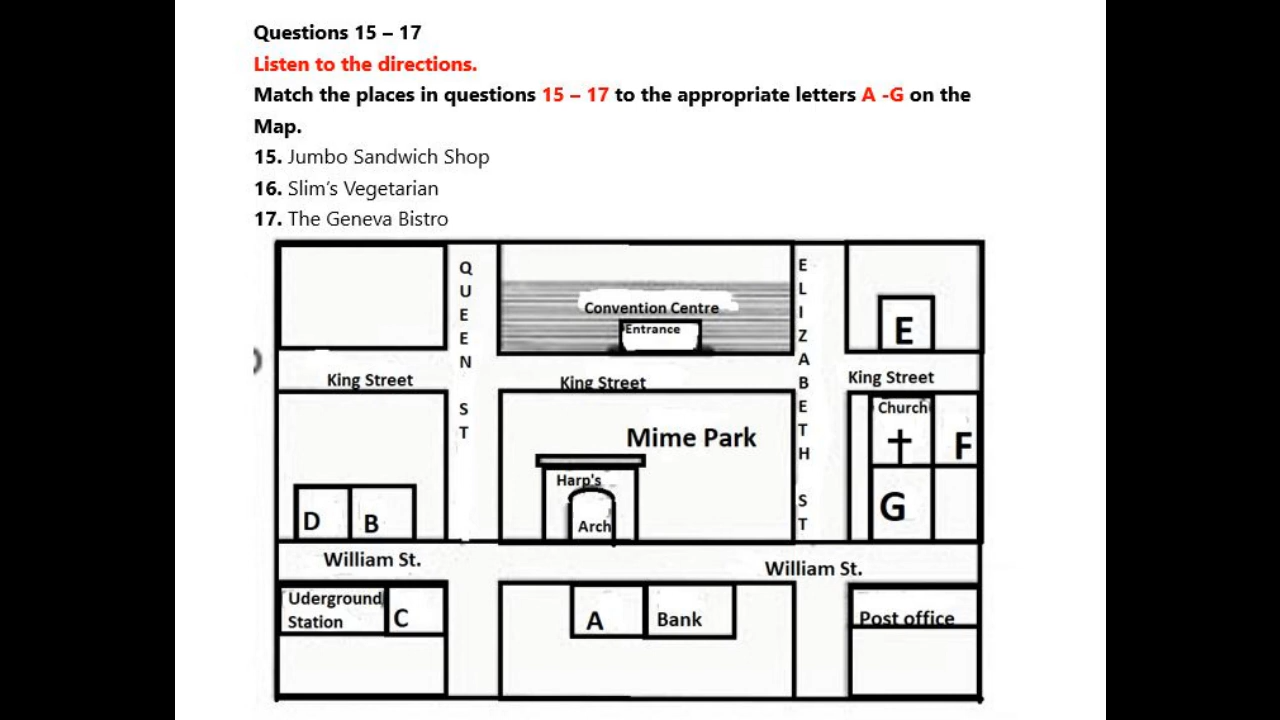 Questions 15 – 17
Listen to the directions.
Match the places in questions 15 – 17 to the appropriate letters A -G on the
Map.
15. Jumbo Sandwich Shop
16. Slim’s Vegetarian
17. The Geneva Bistro
QUEEN ST
Convention Centre
Entrance
ELIZABETH ST
E
King Street
King Street
King Street
Church
Mime Park
F
Harp's
Arch
G
D
B
William St.
William St.
Uderground
Station
C
A
Bank
Post office